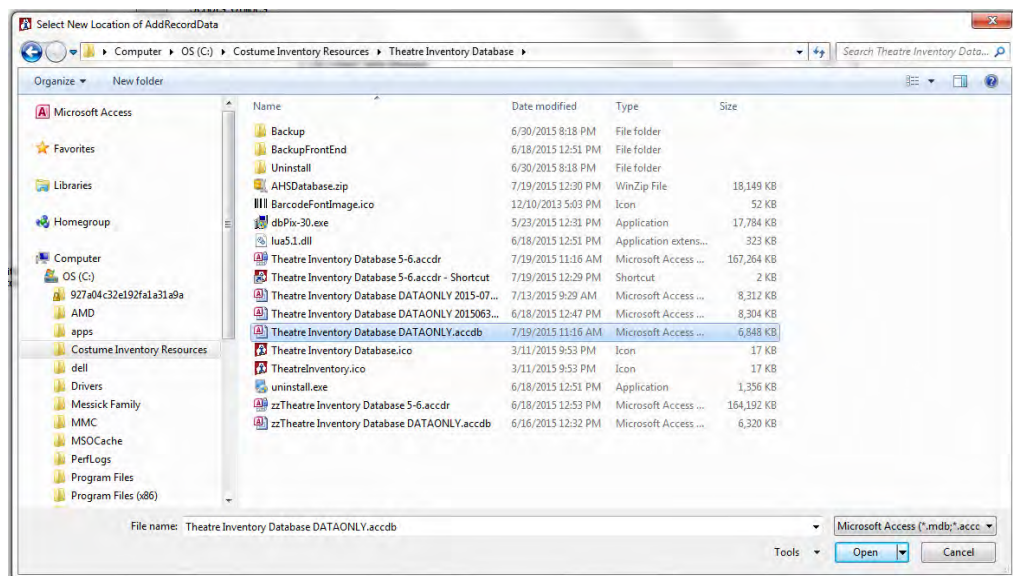 Select New Location of AddRecordData
Computer ▸ OS (C:) ▸ Costume Inventory Resources ▸ Theatre Inventory Database ▸
Search Theatre Inventory Data...
Organize New folder
Name Date modified Type Size
Microsoft Access
Favorites
Libraries
Homegroup
Computer
OS (C:)
927a04c32e192fa1a31a9a
AMD
apps
Costume Inventory Resources
dell
Drivers
Messick Family
MMC
MSOCache
PerfLogs
Program Files
Program Files (x86)
Backup 6/30/2015 8:18 PM File folder
BackupFrontEnd 6/18/2015 12:51 PM File folder
Uninstall 6/30/2015 8:18 PM File folder
AHSDatabase.zip 7/19/2015 12:30 PM WinZip File 18,149 KB
BarcodeFontImage.ico 12/10/2013 5:03 PM Icon 52 KB
dbPix-30.exe 5/23/2015 12:31 PM Application 17,784 KB
lua5.1.dll 6/18/2015 12:51 PM Application extens... 323 KB
Theatre Inventory Database 5-6.accdr 7/19/2015 11:16 AM Microsoft Access ... 167,264 KB
Theatre Inventory Database 5-6.accdr - Shortcut 7/19/2015 12:29 PM Shortcut 2 KB
Theatre Inventory Database DATAONLY 2015-07... 7/13/2015 9:29 AM Microsoft Access ... 8,312 KB
Theatre Inventory Database DATAONLY 2015063... 6/18/2015 12:47 PM Microsoft Access ... 8,304 KB
Theatre Inventory Database DATAONLY.accdb 7/19/2015 11:16 AM Microsoft Access ... 6,848 KB
Theatre Inventory Database.ico 3/11/2015 9:53 PM Icon 17 KB
TheatreInventory.ico 3/11/2015 9:53 PM Icon 17 KB
uninstall.exe 6/18/2015 12:51 PM Application 1,356 KB
zzTheatre Inventory Database 5-6.accdr 6/18/2015 12:53 PM Microsoft Access ... 164,192 KB
zzTheatre Inventory Database DATAONLY.accdb 6/16/2015 12:32 PM Microsoft Access ... 6,320 KB
File name: Theatre Inventory Database DATAONLY.accdb Microsoft Access (*.mdb;*.accc
Tools Open Cancel